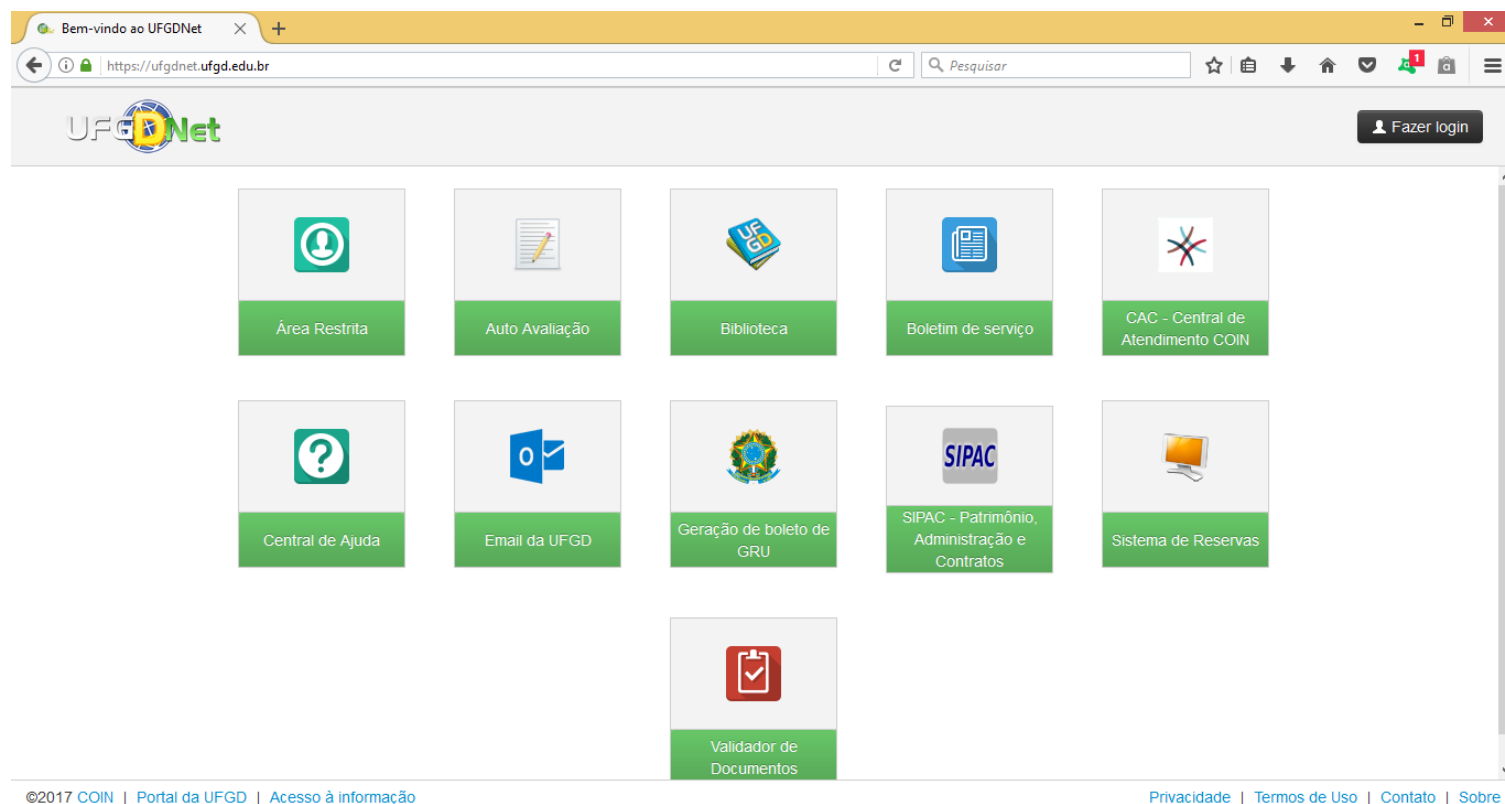 Bem-vindo ao UFGDNet
https://ufgdnet.ufgd.edu.br
Pesquisar
1
UFGDNet
Fazer login
UFGD
Área Restrita
Auto Avaliação
Biblioteca
Boletim de serviço
CAC - Central de
Atendimento COIN
SIPAC
Central de Ajuda
Email da UFGD
Geração de boleto de
GRU
SIPAC - Patrimônio,
Administração e
Contratos
Sistema de Reservas
Validador de
Documentos
©2017 COIN | Portal da UFGD | Acesso à informação
Privacidade | Termos de Uso | Contato | Sobre